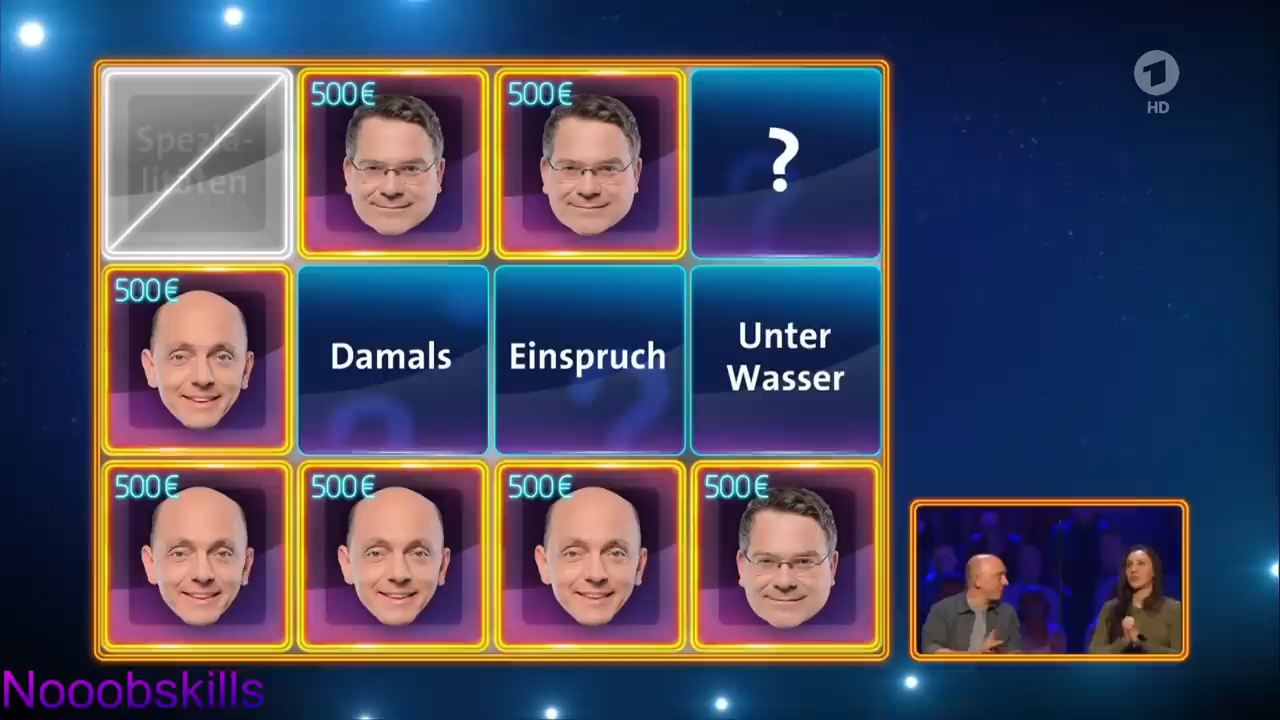 500€
500€
?
1
HD
Spezia-
litäten
500€
Damals
Einspruch
Unter
Wasser
500€
500€
500€
500€
Nooobskills